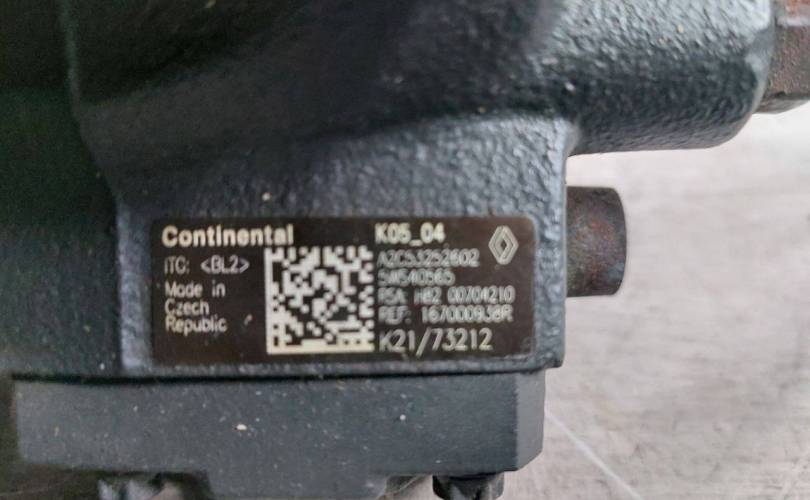 Continental
K05_04
ITC: <BL2>
A2C53252602
5WS40565
Made in
Czech
Republic
RSA: H82 00704210
REF: 167000938R
K21/73212